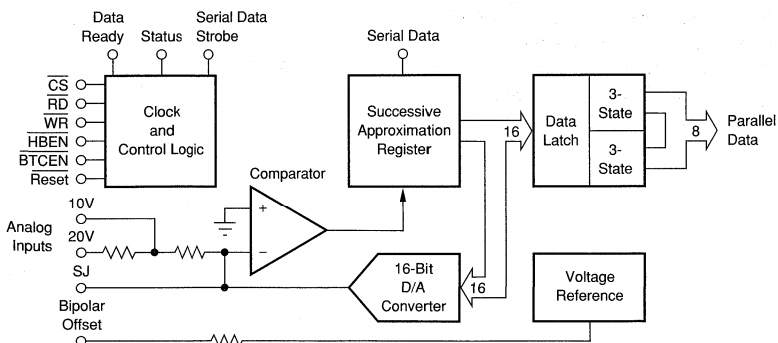 Data
Ready
Status
Serial Data
Strobe
Serial Data
CS
RD
WR
HBEN
BTCEN
Reset
Clock
and
Control Logic
Successive
Approximation
Register
16
Data
Latch
3-
State
3-
State
8
Parallel
Data
Comparator
+
−
10V
Analog
Inputs
20V
SJ
Bipolar
Offset
16-Bit
D/A
Converter
16
Voltage
Reference